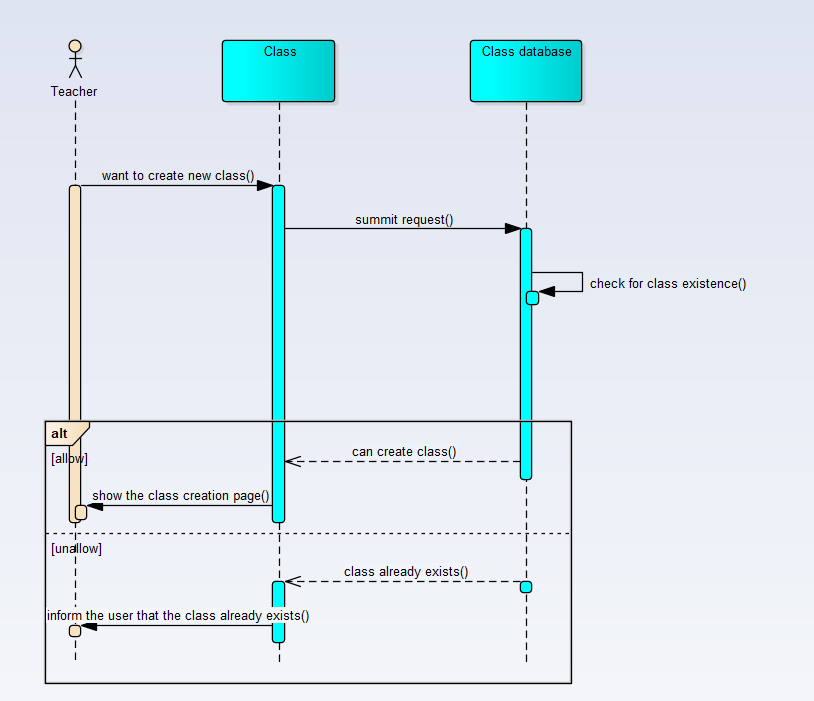 Class
Class database
Teacher
want to create new class()
summit request()
check for class existence()
alt
[allow]
can create class()
show the class creation page()
[unallow]
class already exists()
inform the user that the class already exists()